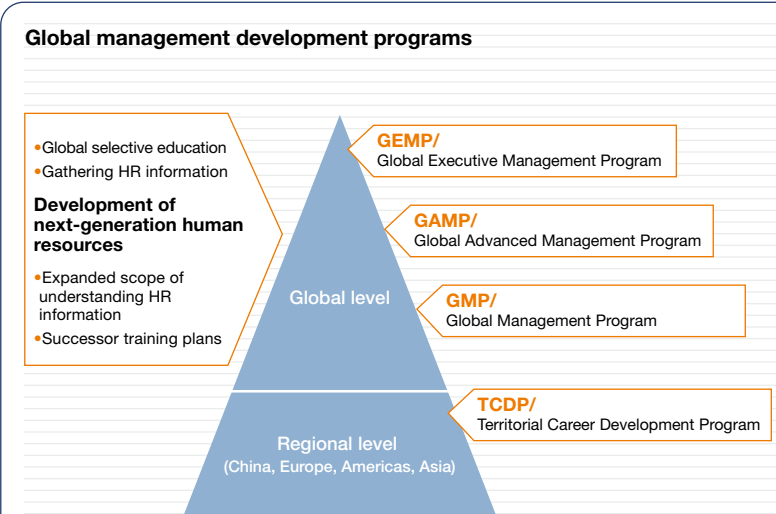 Global management development programs
•Global selective education
•Gathering HR information
Development of
next-generation human
resources
•Expanded scope of
understanding HR
information
•Successor training plans
GEMP/
Global Executive Management Program
GAMP/
Global Advanced Management Program
Global level
GMP/
Global Management Program
TCDP/
Territorial Career Development Program
Regional level
(China, Europe, Americas, Asia)